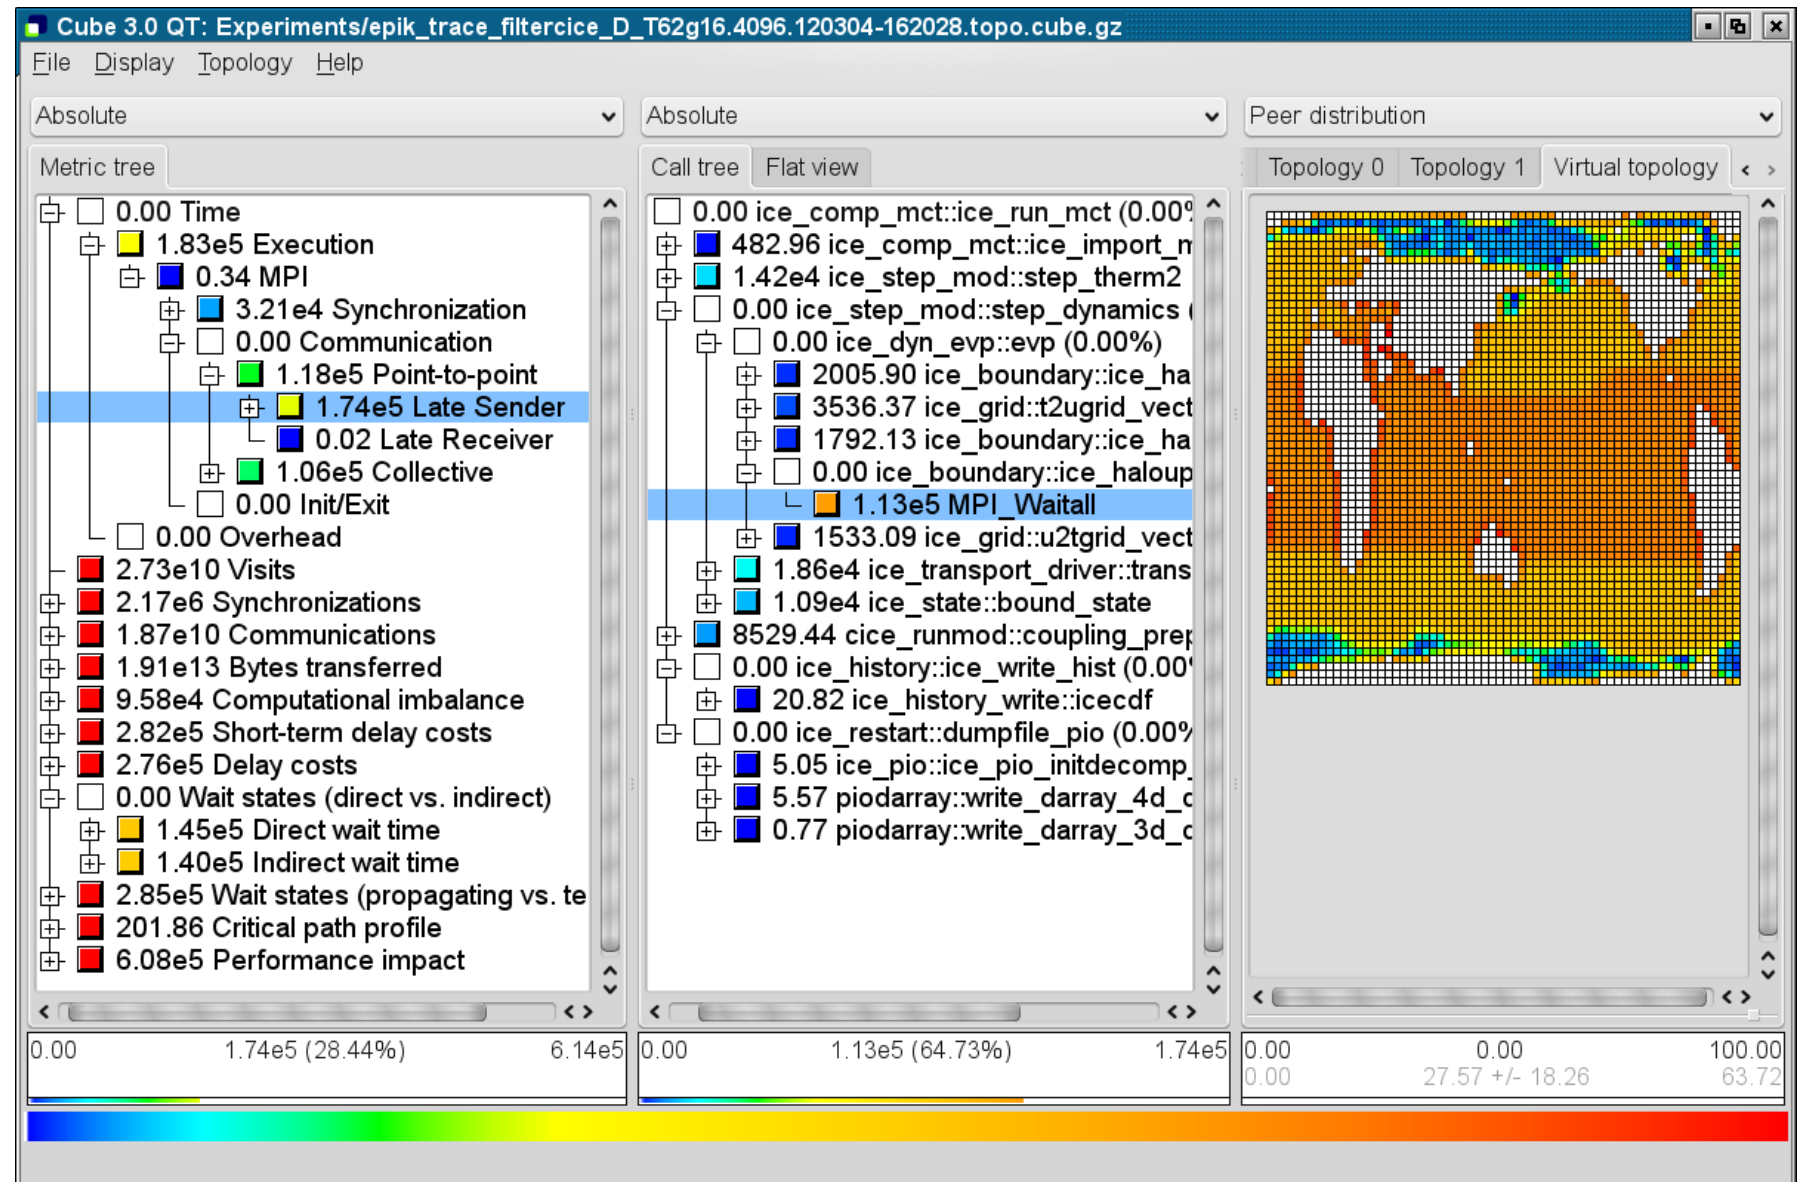 Cube 3.0 QT: Experiments/epik_trace_filtercice_D_T62g16.4096.120304-162028.topo.cube.gz
File Display Topology Help
Absolute
Absolute
Peer distribution
Metric tree
Call tree Flat view
Topology 0 Topology 1 Virtual topology
0.00 Time
1.83e5 Execution
0.34 MPI
3.21e4 Synchronization
0.00 Communication
1.18e5 Point-to-point
1.74e5 Late Sender
0.02 Late Receiver
1.06e5 Collective
0.00 Init/Exit
0.00 Overhead
2.73e10 Visits
2.17e6 Synchronizations
1.87e10 Communications
1.91e13 Bytes transferred
9.58e4 Computational imbalance
2.82e5 Short-term delay costs
2.76e5 Delay costs
0.00 Wait states (direct vs. indirect)
1.45e5 Direct wait time
1.40e5 Indirect wait time
2.85e5 Wait states (propagating vs. te
201.86 Critical path profile
6.08e5 Performance impact
0.00 ice_comp_mct::ice_run_mct (0.00%
482.96 ice_comp_mct::ice_import_m
1.42e4 ice_step_mod::step_therm2
0.00 ice_step_mod::step_dynamics (
0.00 ice_dyn_evp::evp (0.00%)
2005.90 ice_boundary::ice_ha
3536.37 ice_grid::t2ugrid_vect
1792.13 ice_boundary::ice_ha
0.00 ice_boundary::ice_haloup
1.13e5 MPI_Waitall
1533.09 ice_grid::u2tgrid_vect
1.86e4 ice_transport_driver::trans
1.09e4 ice_state::bound_state
8529.44 cice_runmod::coupling_prep
0.00 ice_history::ice_write_hist (0.00%
20.82 ice_history_write::icecdf
0.00 ice_restart::dumpfile_pio (0.00%
5.05 ice_pio::ice_pio_initdecomp_
5.57 piodarray::write_darray_4d_d
0.77 piodarray::write_darray_3d_d
0.00 1.74e5 (28.44%) 6.14e5
0.00 1.13e5 (64.73%) 1.74e5
0.00 0.00 100.00
0.00 27.57 +/- 18.26 63.72